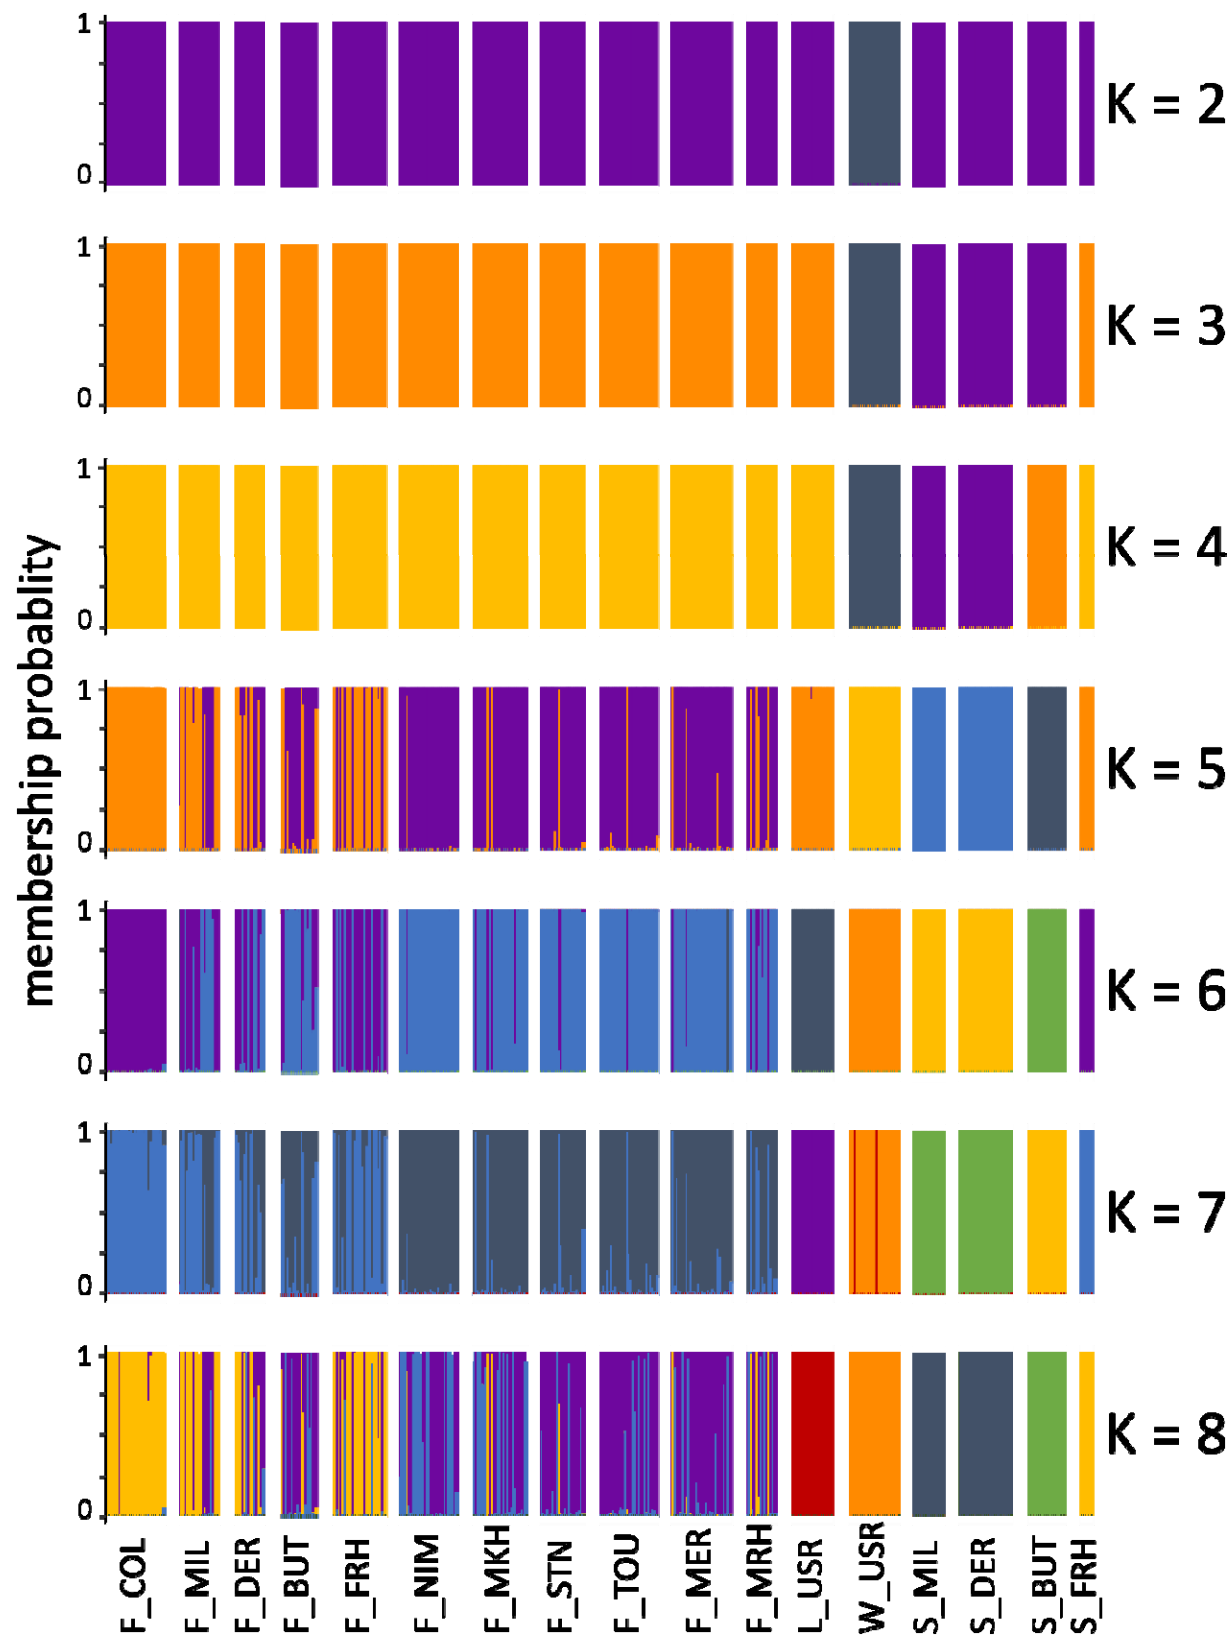 1
0
K = 2
1
0
K = 3
1
0
K = 4
membership probablity
1
0
K = 5
1
0
K = 6
1
0
K = 7
1
0
K = 8
F_COL
F_MIL
F_DER
F_BUT
F_FRH
F_NIM
F_MKH
F_STN
F_TOU
F_MER
F_MRH
L_USR
W_USR
S_MIL
S_DER
S_BUT
S_FRH